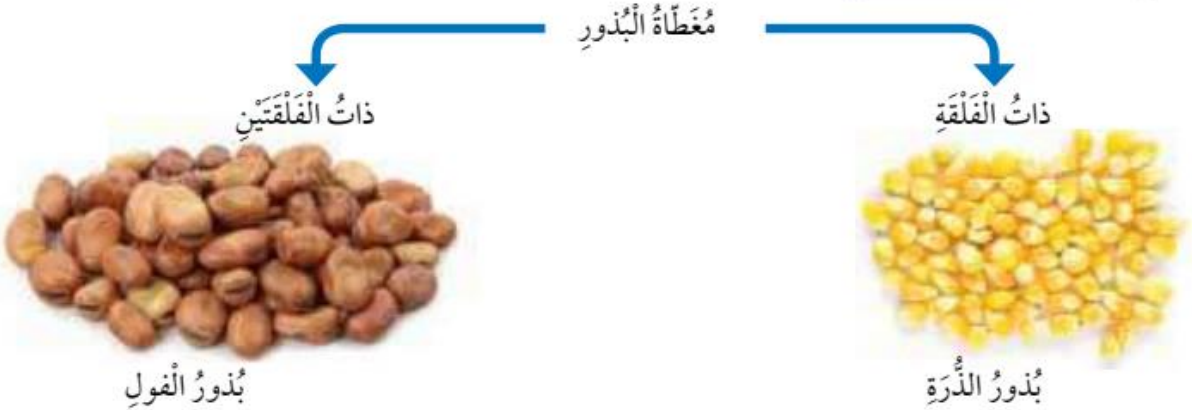 مُغَطّاةُ الْبُذورِ
ذاتُ الْفَلْقَةِ
ذاتُ الْفَلْقَتَيْنِ
بُذورُ الذُّرَةِ
بُذورُ الْفولِ